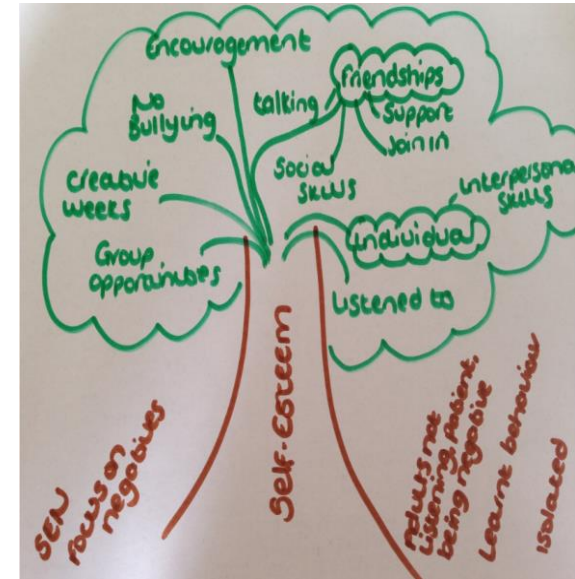 Encouragement
No
Bullying
Creative
weeks
Group
opportunities
talking
friendships
Support
Join in
Social
Skills
Interpersonal
Skills
individual
Listened to
Self-Esteem
SEN
Focus on
negatives
Adults not
Listening, Patient,
being negative
Learnt behaviour
Isolated